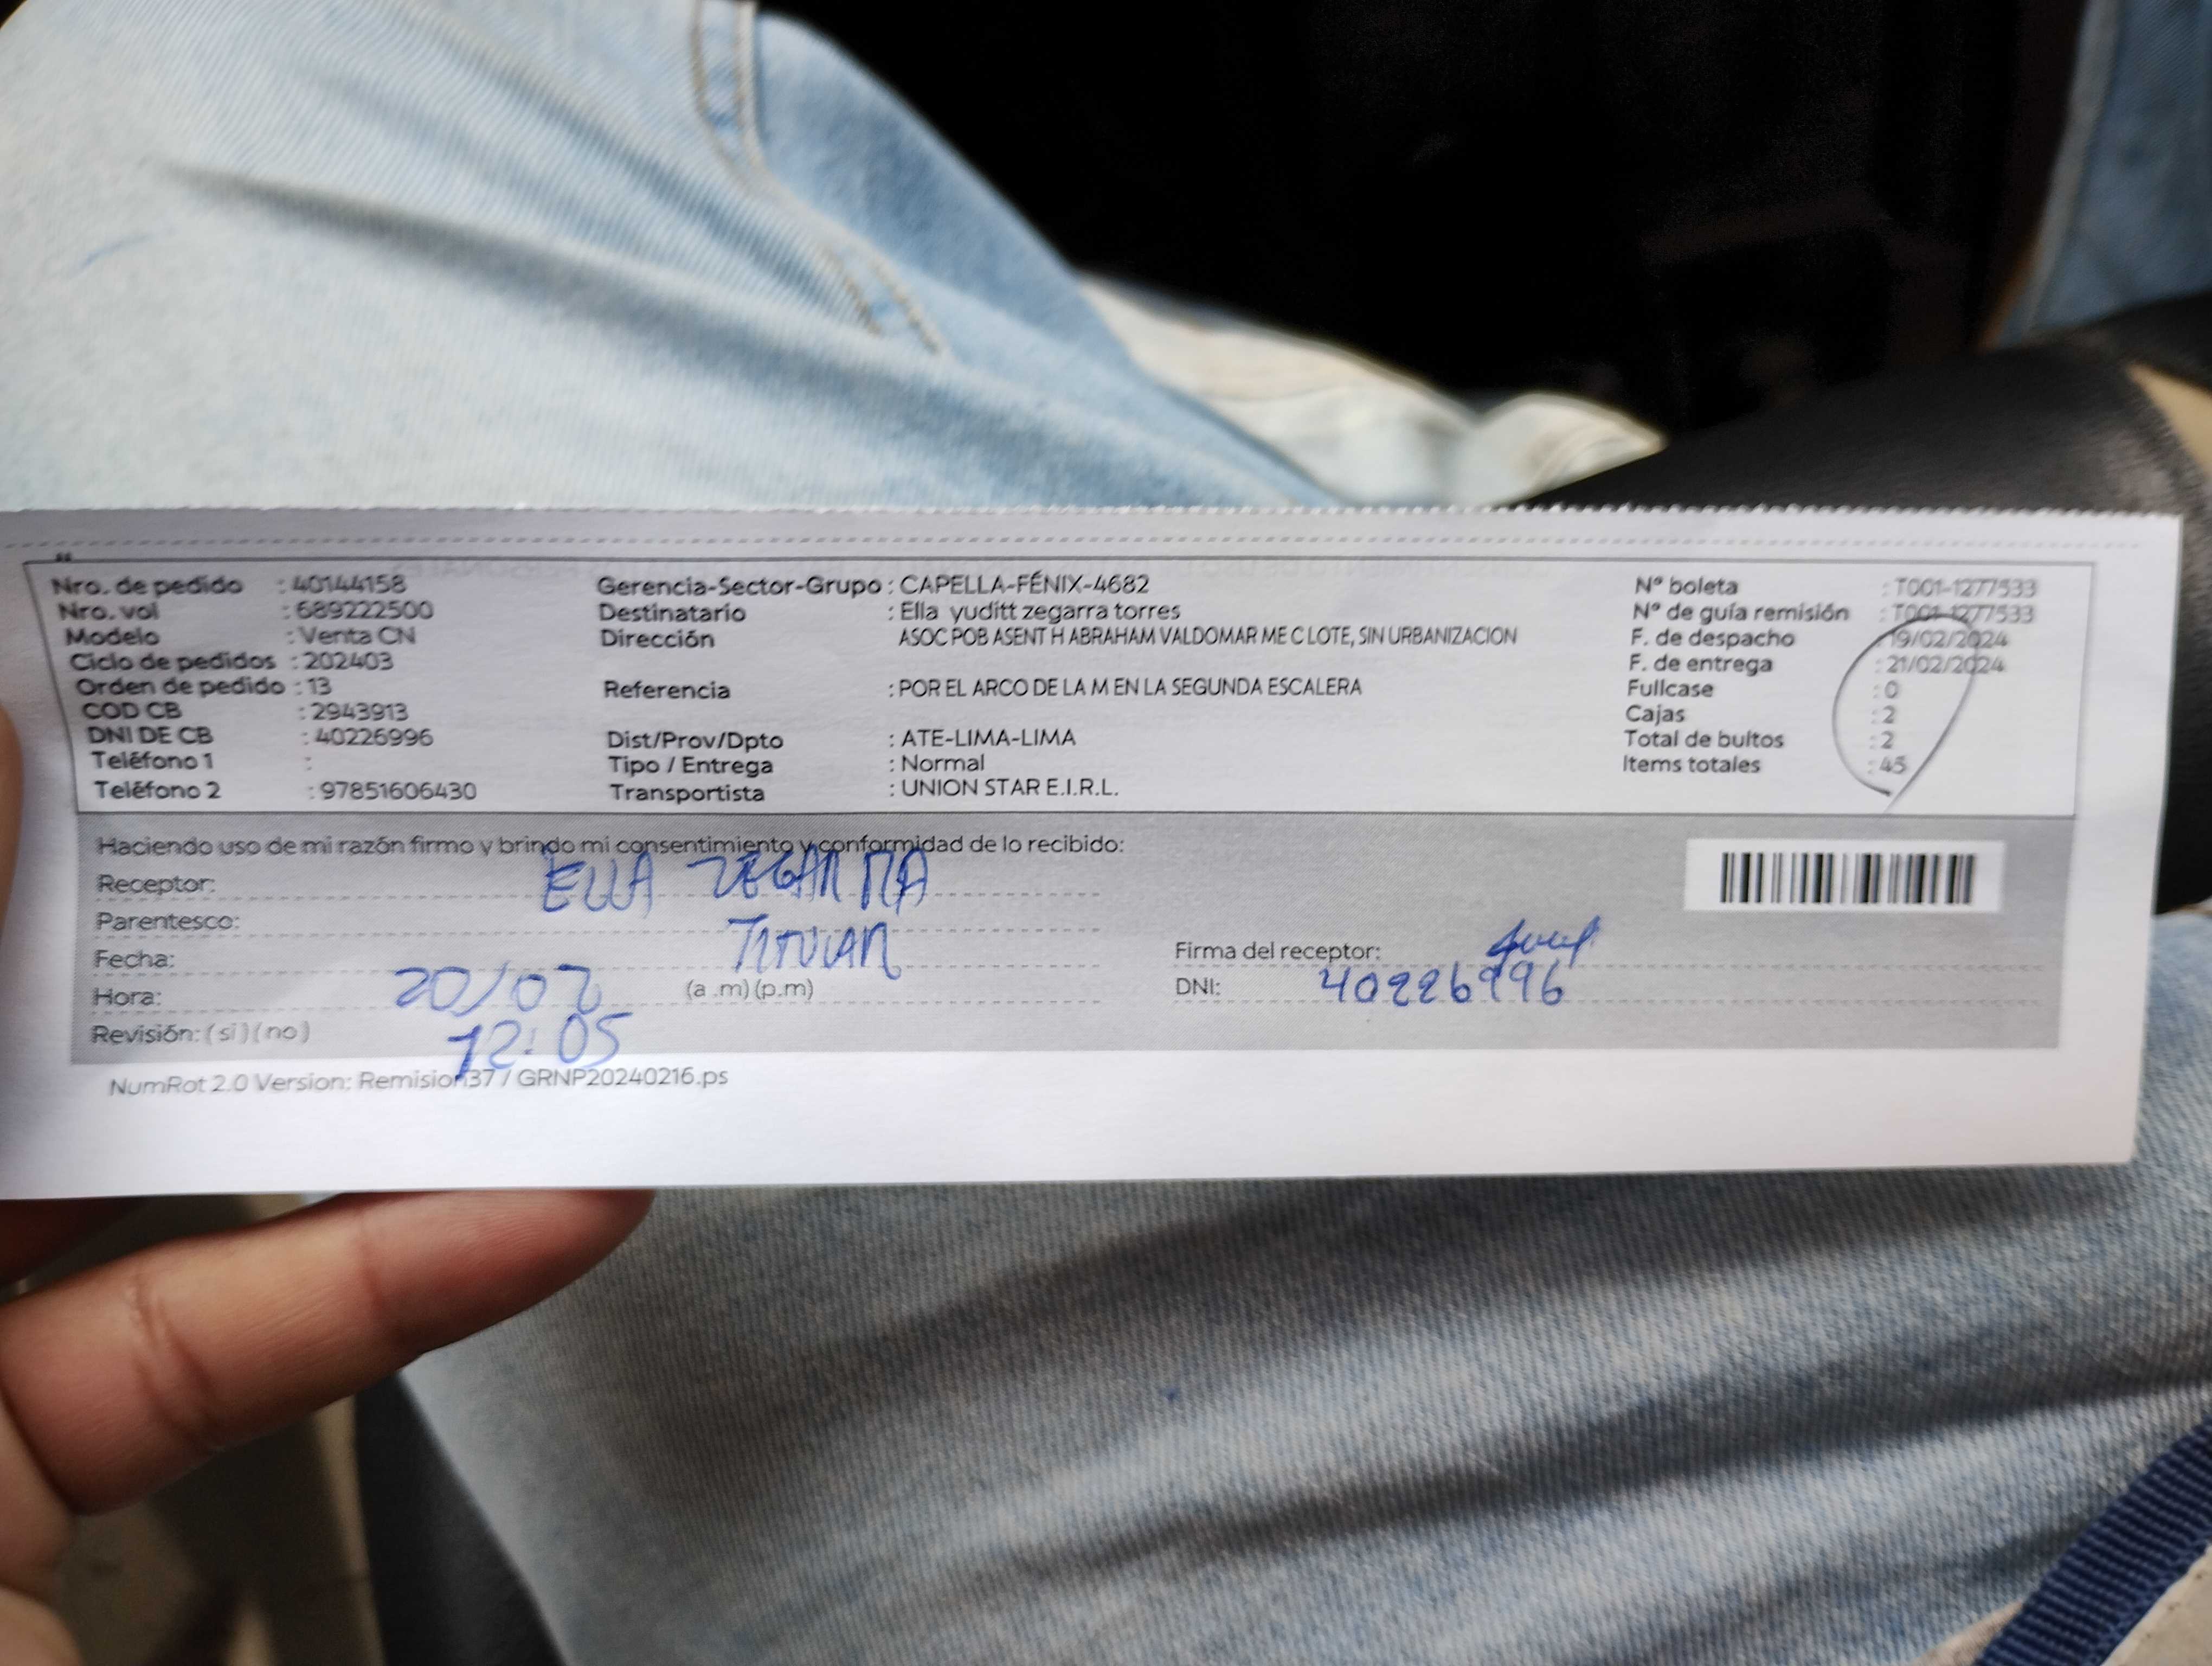 Nro. de pedido : 40144158
Nro. vol : 689222500
Modelo : Venta CN
Ciclo de pedidos : 202403
Orden de pedido : 13
COD CB : 2943913
DNI DE CB : 40226996
Teléfono 1 :
Teléfono 2 : 97851606430
Gerencia-Sector-Grupo : CAPELLA-FÉNIX-4682
Destinatario : Ella yuditt zegarra torres
Dirección ASOC POB ASENT H ABRAHAM VALDOMAR ME C LOTE, SIN URBANIZACION
Referencia : POR EL ARCO DE LA M EN LA SEGUNDA ESCALERA
Dist/Prov/Dpto : ATE-LIMA-LIMA
Tipo / Entrega : Normal
Transportista : UNION STAR E.I.R.L.
N° boleta : T001-1277533
N° de guía remisión : T001-1277533
F. de despacho : 19/02/2024
F. de entrega : 21/02/2024
Fullcase : 0
Cajas : 2
Total de bultos : 2
Items totales : 45
Haciendo uso de mi razón firmo y brindo mi consentimiento y conformidad de lo recibido:
Receptor: ELLA ZEGARRA
Parentesco: TITULAR
Fecha: 20/02
Hora: 12:05 (a .m) (p.m)
Revisión: ( si ) ( no )
Firma del receptor:
DNI: 40226996
NumRot 2.0 Version: Remision37 / GRNP20240216.ps